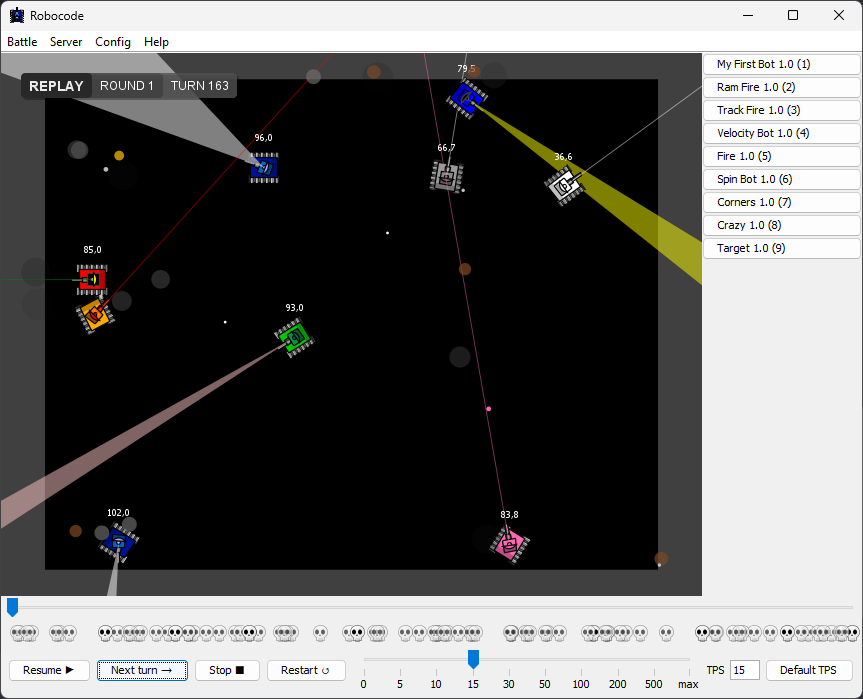 Robocode
Battle Server Config Help
REPLAY ROUND 1 TURN 163
79,5
96,0
66,7
36,6
85,0
93,0
102,0
83,8
My First Bot 1.0 (1)
Ram Fire 1.0 (2)
Track Fire 1.0 (3)
Velocity Bot 1.0 (4)
Fire 1.0 (5)
Spin Bot 1.0 (6)
Corners 1.0 (7)
Crazy 1.0 (8)
Target 1.0 (9)
Resume Next turn → Stop Restart
0 5 10 15 30 50 100 200 500 max
TPS 15 Default TPS